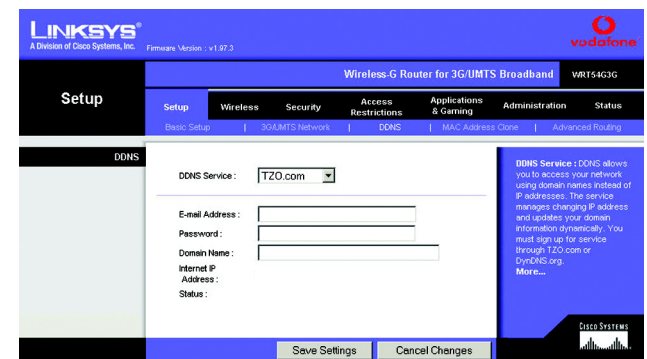 LINKSYS®
A Division of Cisco Systems, Inc.
Firmware Version : v1.97.3
vodafone
Wireless-G Router for 3G/UMTS Broadband WRT54G3G
Setup
Setup Wireless Security Access Restrictions Applications & Gaming Administration Status
Basic Setup | 3G/UMTS Network | DDNS | MAC Address Clone | Advanced Routing
DDNS
DDNS Service : TZO.com
E-mail Address :
Password :
Domain Name :
Internet IP
Address :
Status :
DDNS Service : DDNS allows
you to access your network
using domain names instead of
IP addresses. The service
manages changing IP address
and updates your domain
information dynamically. You
must sign up for service
through TZO.com or
DynDNS.org.
More...
Save Settings Cancel Changes
CISCO SYSTEMS